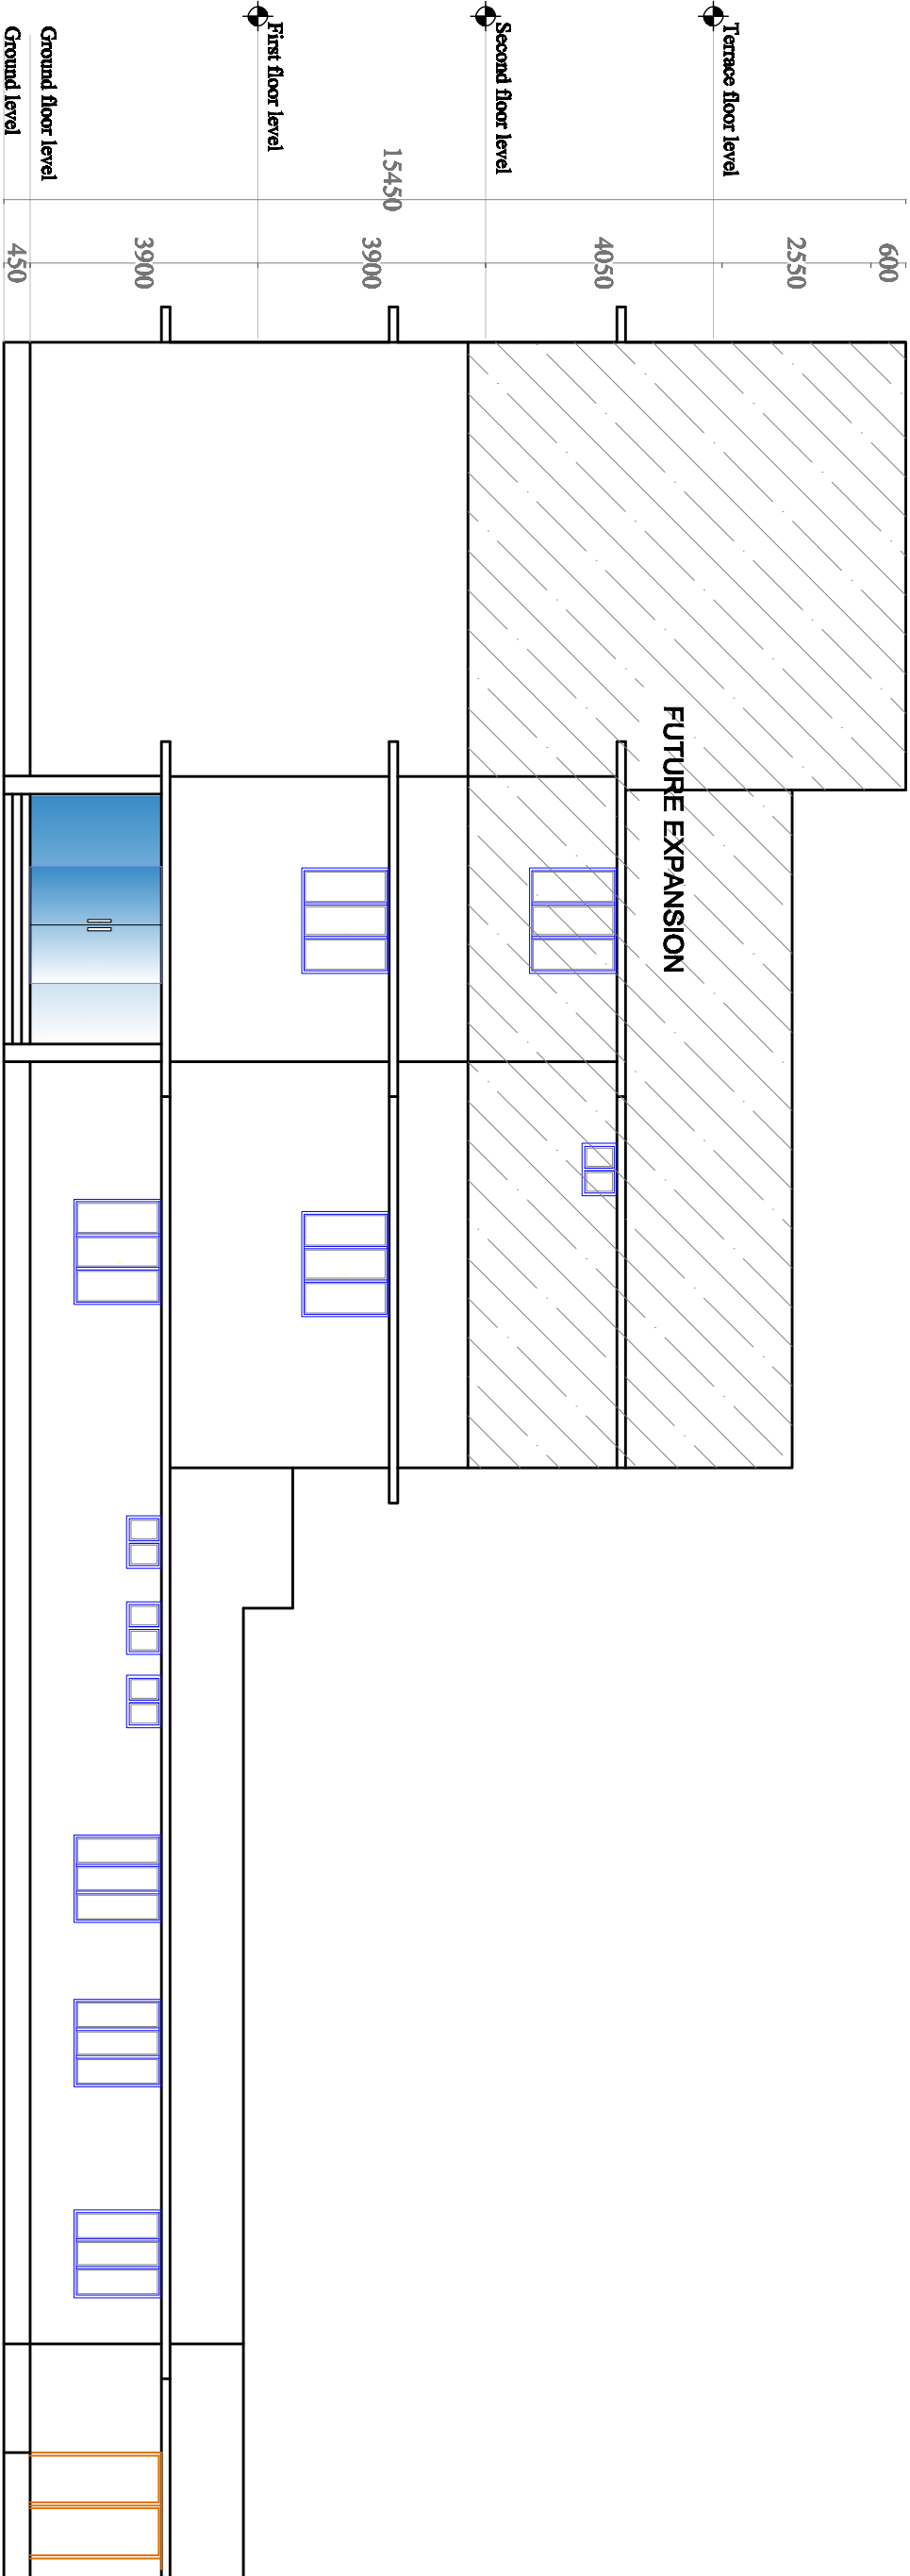 Terrace floor level
Second floor level
First floor level
Ground floor level
Ground level
15450
600
2550
4050
3900
3900
450
FUTURE EXPANSION